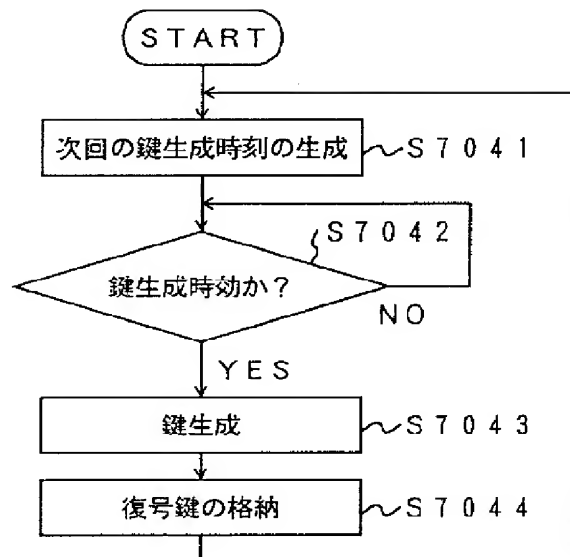 START
次回の鍵生成時刻の生成
S7041
S7042
鍵生成時効か？
NO
YES
鍵生成
S7043
復号鍵の格納
S7044